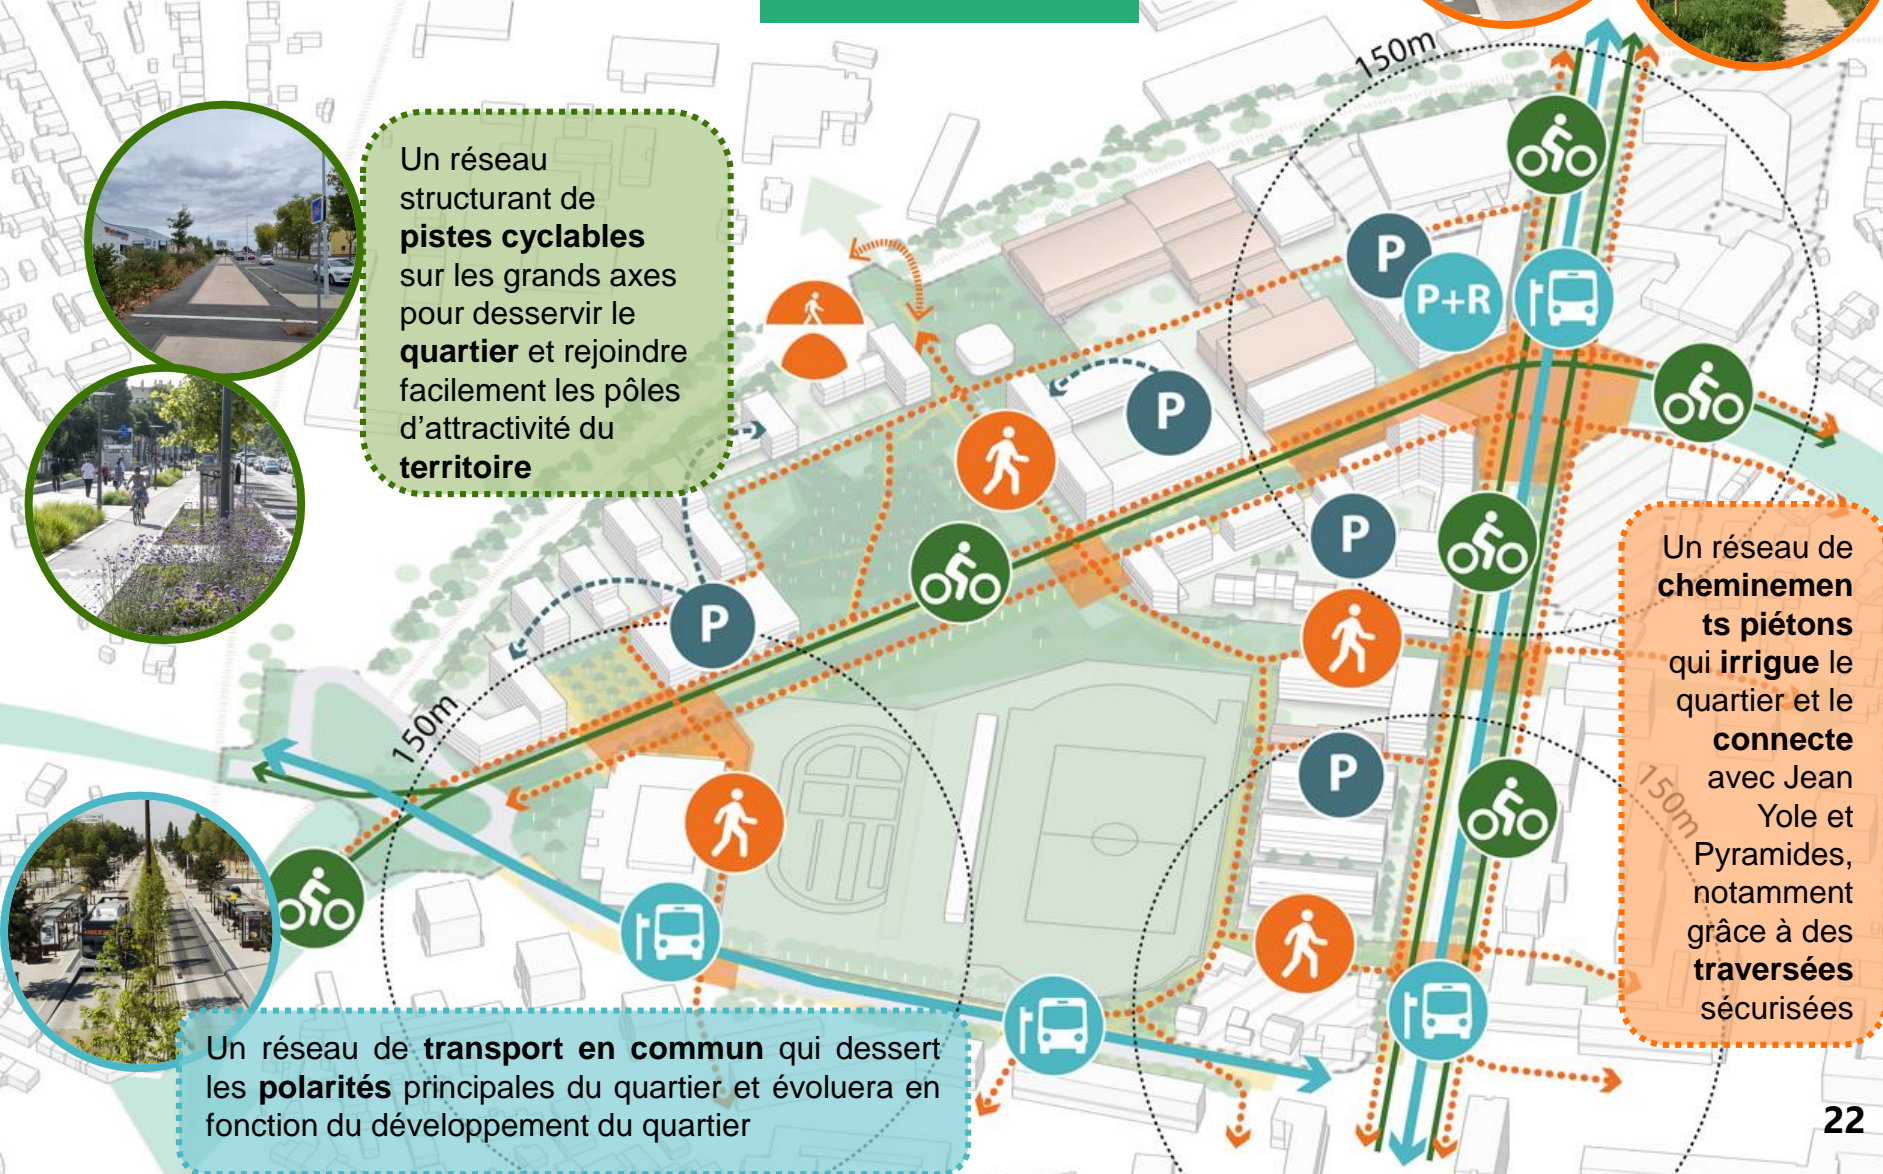 150m
Un réseau
structurant de
pistes cyclables
sur les grands axes
pour desservir le
quartier et rejoindre
facilement les pôles
d'attractivité du
territoire
P
P+R
P
P
P
P
150m
150m
Un réseau de
cheminemen
ts piétons
qui irrigue le
quartier et le
connecte
avec Jean
Yole et
Pyramides,
notamment
grâce à des
traversées
sécurisées
Un réseau de transport en commun qui dessert
les polarités principales du quartier et évoluera en
fonction du développement du quartier
22